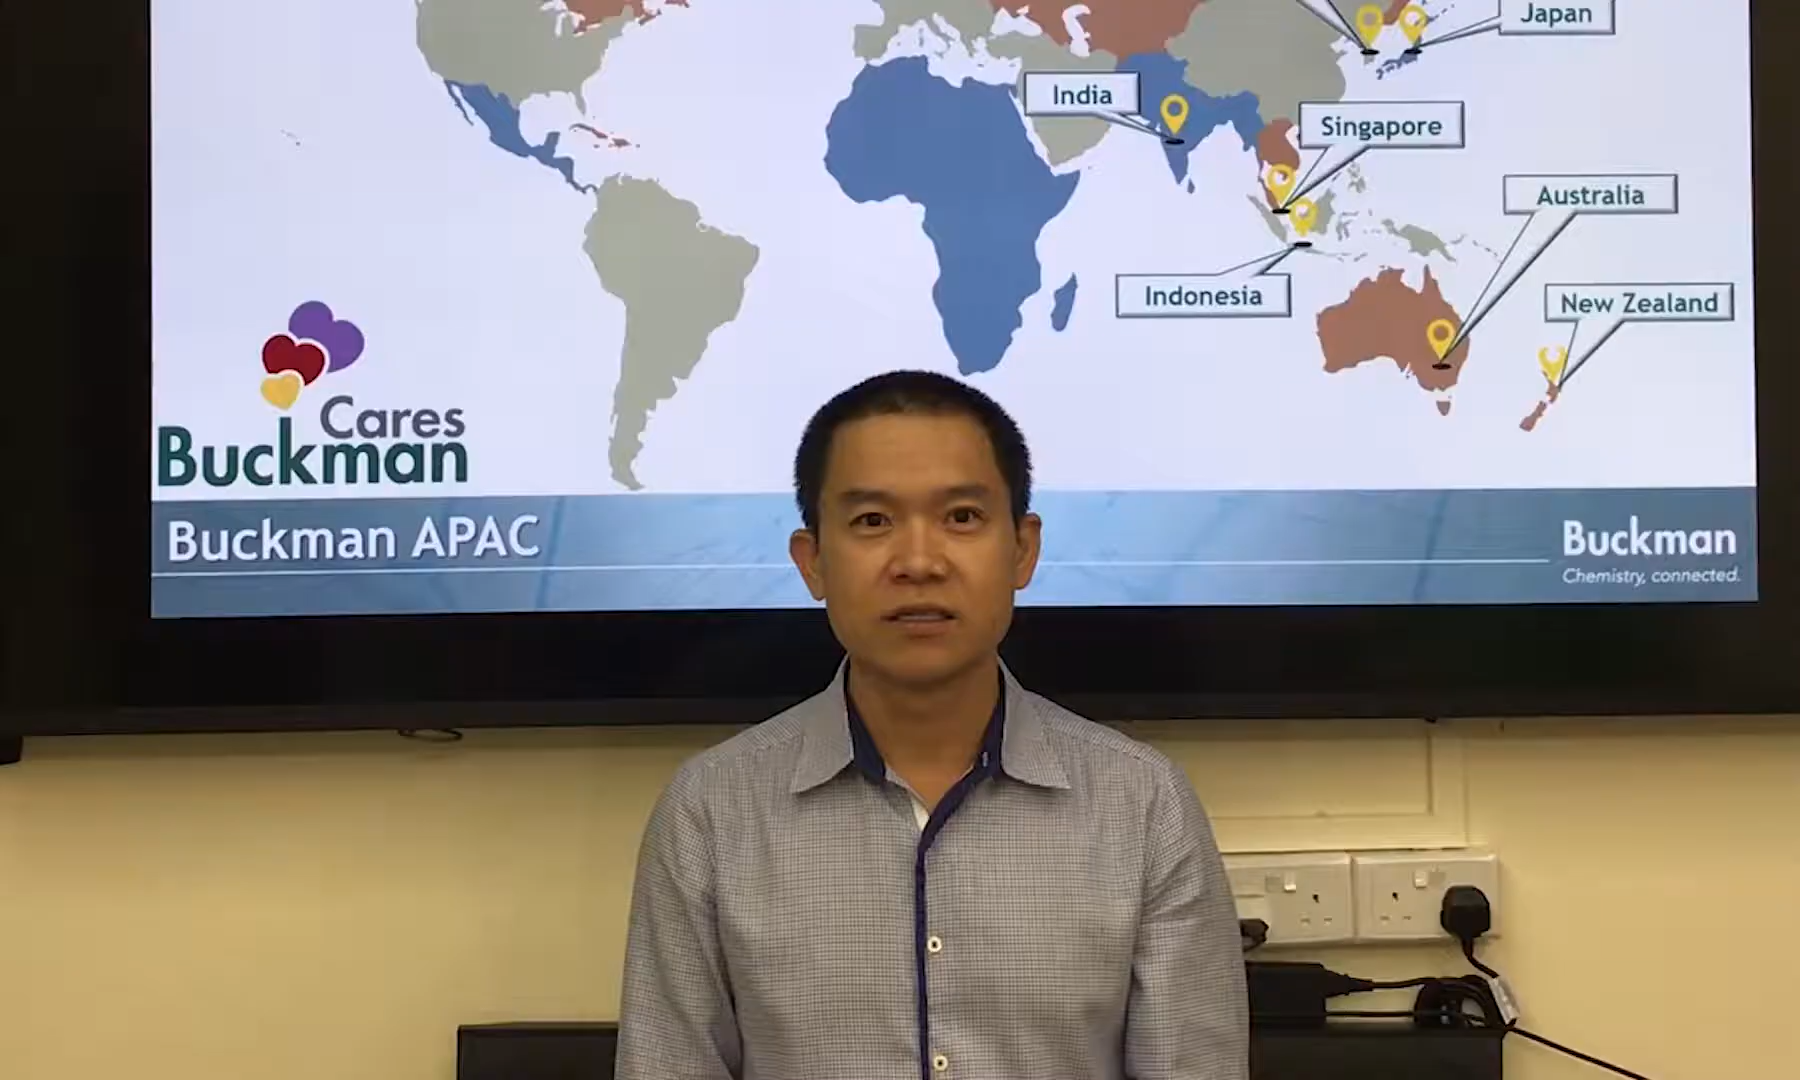 Japan
India
Singapore
Australia
Indonesia
New Zealand
Cares
Buckman
Buckman APAC
Buckman
Chemistry, connected.